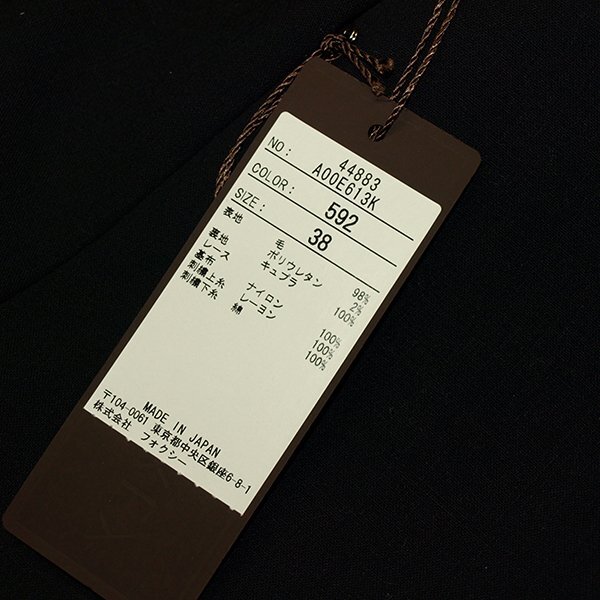 NO: 44883
A00E613K
COLOR: 592
SIZE: 38
表地 毛 98%
ポリウレタン 2%
裏地 キュプラ 100%
レース
基布 ナイロン 100%
刺繍上糸 レーヨン 100%
刺繍下糸 綿 100%
MADE IN JAPAN
〒104-0061 東京都中央区銀座6-8-1
株式会社 フォクシー